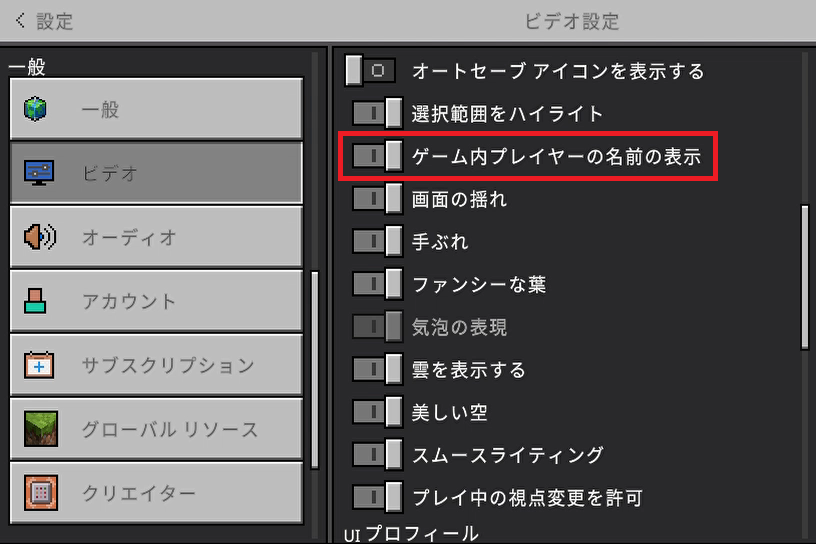 設定
ビデオ設定
一般
一般
ビデオ
オーディオ
アカウント
サブスクリプション
グローバル リソース
クリエイター
オートセーブ アイコンを表示する
選択範囲をハイライト
ゲーム内プレイヤーの名前の表示
画面の揺れ
手ぶれ
ファンシーな葉
気泡の表現
雲を表示する
美しい空
スムースライティング
プレイ中の視点変更を許可
UI プロフィール